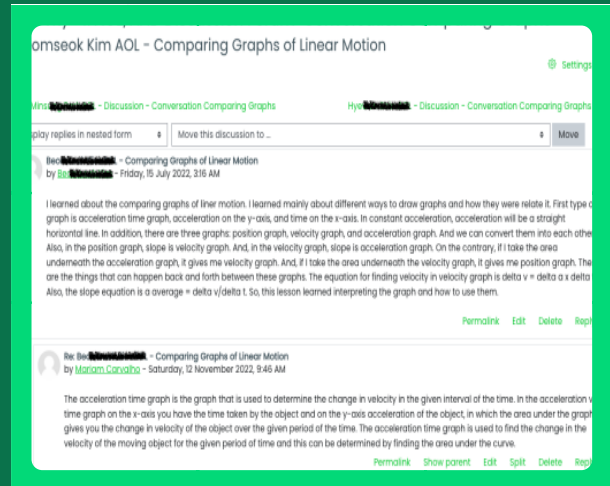 omseok Kim AOL - Comparing Graphs of Linear Motion
Settings
Mins - Discussion - Conversation Comparing Graphs
Hye - Discussion - Conversation Comparing Graphs
play replies in nested form
Move this discussion to ...
Move
Beo - Comparing Graphs of Linear Motion
by - Friday, 15 July 2022, 3:16 AM
I learned about the comparing graphs of liner motion. I learned mainly about different ways to draw graphs and how they were relate it. First type o
graph is acceleration time graph, acceleration on the y-axis, and time on the x-axis. In constant acceleration, acceleration will be a straight
horizontal line. In addition, there are three graphs: position graph, velocity graph, and acceleration graph. And we can convert them into each othe
Also, in the position graph, slope is velocity graph. And, in the velocity graph, slope is acceleration graph. On the contrary, if I take the area
underneath the acceleration graph, it gives me velocity graph. And, if I take the area underneath the velocity graph, it gives me position graph. The
are the things that can happen back and forth between these graphs. The equation for finding velocity in velocity graph is delta v = delta a x delta
Also, the slope equation is a average = delta v/delta t. So, this lesson learned interpreting the graph and how to use them.
Permalink Edit Delete Repl
Re: Beo - Comparing Graphs of Linear Motion
by Mariam Carvalho - Saturday, 12 November 2022, 9:46 AM
The acceleration time graph is the graph that is used to determine the change in velocity in the given interval of the time. In the acceleration v
time graph on the x-axis you have the time taken by the object and on the y-axis acceleration of the object, in which the area under the graph
gives you the change in velocity of the object over the given period of the time. The acceleration time graph is used to find the change in the
velocity of the moving object for the given period of time and this can be determined by finding the area under the curve.
Permalink Show parent Edit Split Delete Repl